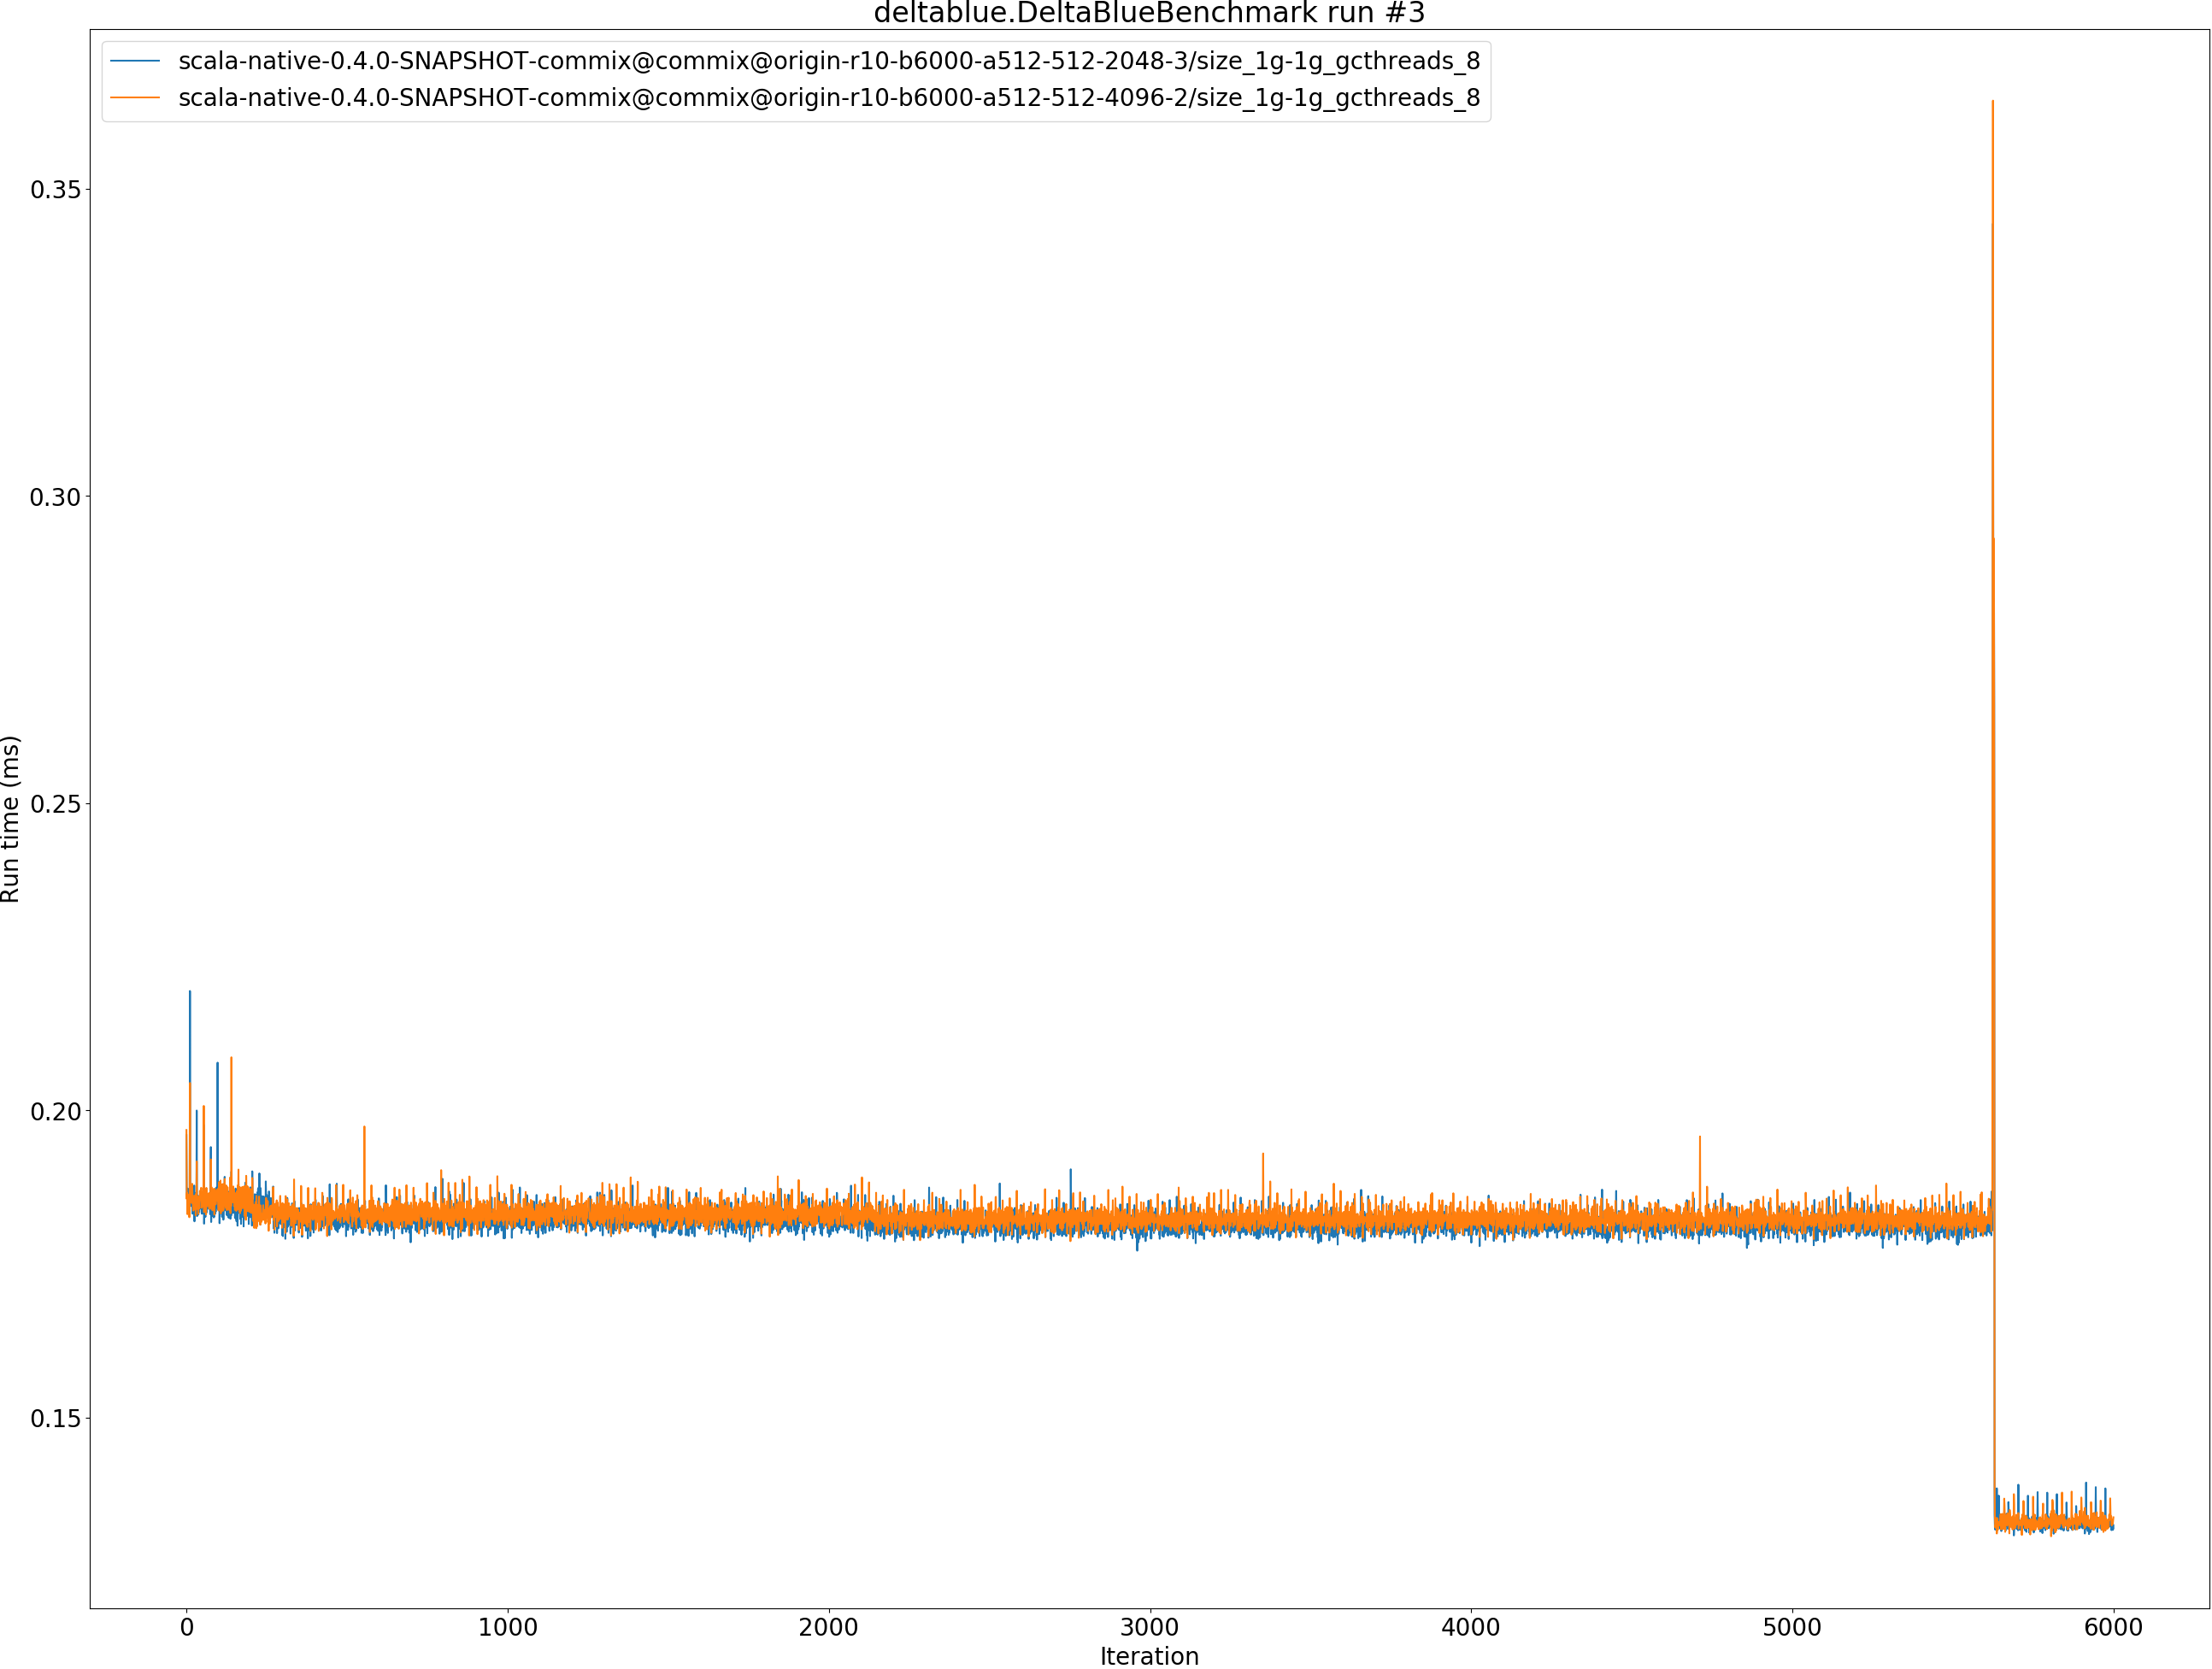 deltablue.DeltaBlueBenchmark run #3
scala-native-0.4.0-SNAPSHOT-commix@commix@origin-r10-b6000-a512-512-2048-3/size_1g-1g_gcthreads_8
scala-native-0.4.0-SNAPSHOT-commix@commix@origin-r10-b6000-a512-512-4096-2/size_1g-1g_gcthreads_8
0.35
0.30
0.25
0.20
0.15
Run time (ms)
0 1000 2000 3000 4000 5000 6000
Iteration